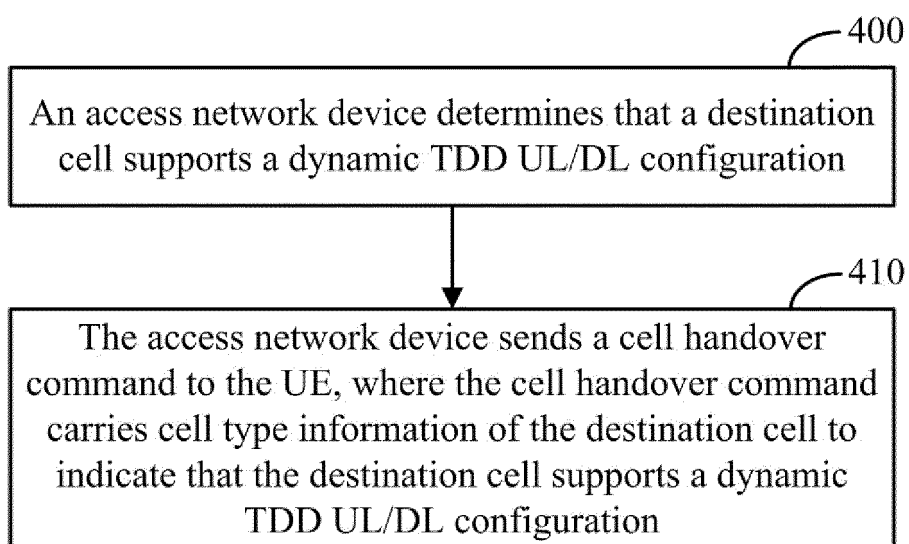 400
An access network device determines that a destination
cell supports a dynamic TDD UL/DL configuration
410
The access network device sends a cell handover
command to the UE, where the cell handover command
carries cell type information of the destination cell to
indicate that the destination cell supports a dynamic
TDD UL/DL configuration